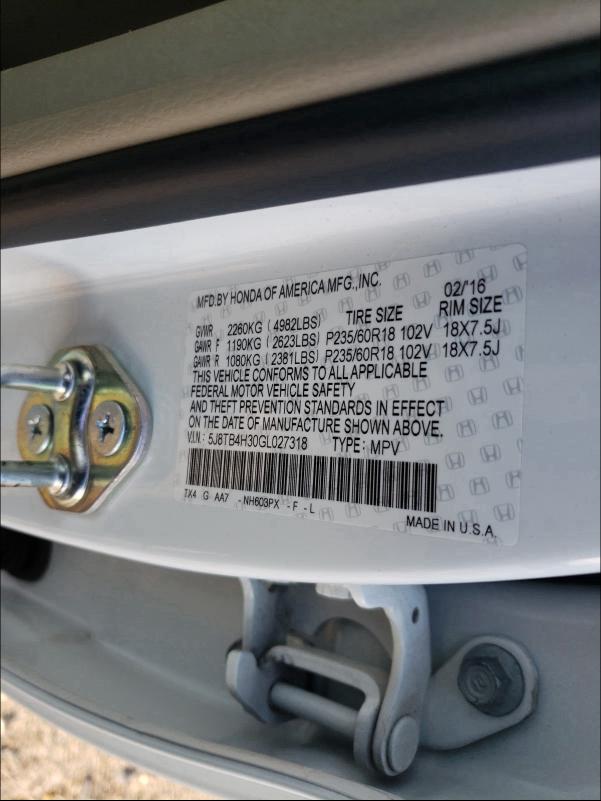 MFD.BY HONDA OF AMERICA MFG.,INC. 02/'16
TIRE SIZE RIM SIZE
GVWR 2260KG (4982LBS)
GAWR F 1190KG (2623LBS) P235/60R18 102V 18X7.5J
GAWR R 1080KG (2381LBS) P235/60R18 102V 18X7.5J
THIS VEHICLE CONFORMS TO ALL APPLICABLE
FEDERAL MOTOR VEHICLE SAFETY
AND THEFT PREVENTION STANDARDS IN EFFECT
ON THE DATE OF MANUFACTURE SHOWN ABOVE.
V.I.N.: 5J8TB4H30GL027318 TYPE: MPV
TX4 G AA7 -NH603PX -F -L
MADE IN U.S.A.